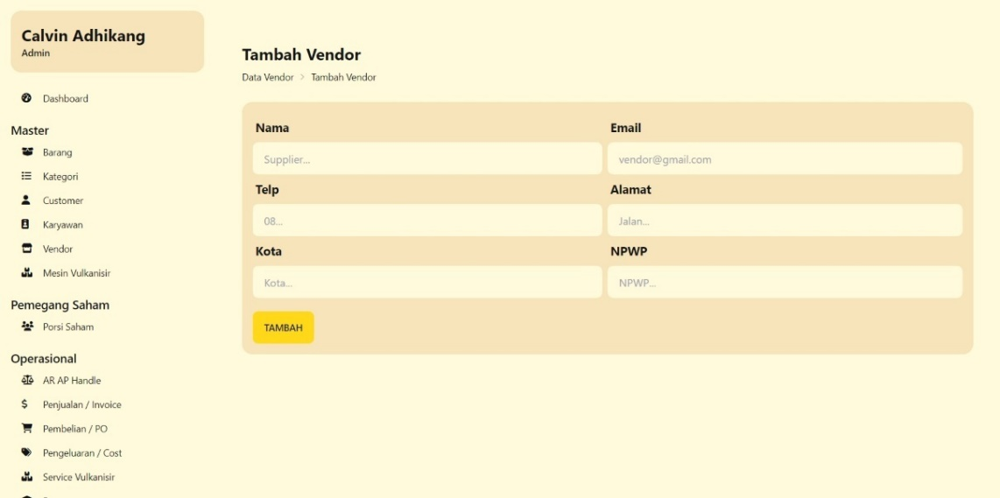 Calvin Adhikang
Admin
Dashboard
Master
Barang
Kategori
Customer
Karyawan
Vendor
Mesin Vulkanisir
Pemegang Saham
Porsi Saham
Operasional
AR AP Handle
Penjualan / Invoice
Pembelian / PO
Pengeluaran / Cost
Service Vulkanisir
Tambah Vendor
Data Vendor > Tambah Vendor
Nama Email
Supplier... vendor@gmail.com
Telp Alamat
08... Jalan...
Kota NPWP
Kota... NPWP...
TAMBAH